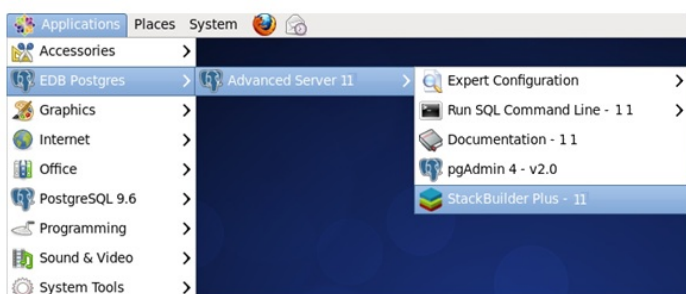 Applications Places System
Accessories
EDB Postgres
Advanced Server 11
Expert Configuration
Graphics
Run SQL Command Line - 11
Internet
Documentation - 11
Office
pgAdmin 4 - v2.0
PostgreSQL 9.6
StackBuilder Plus - 11
Programming
Sound & Video
System Tools